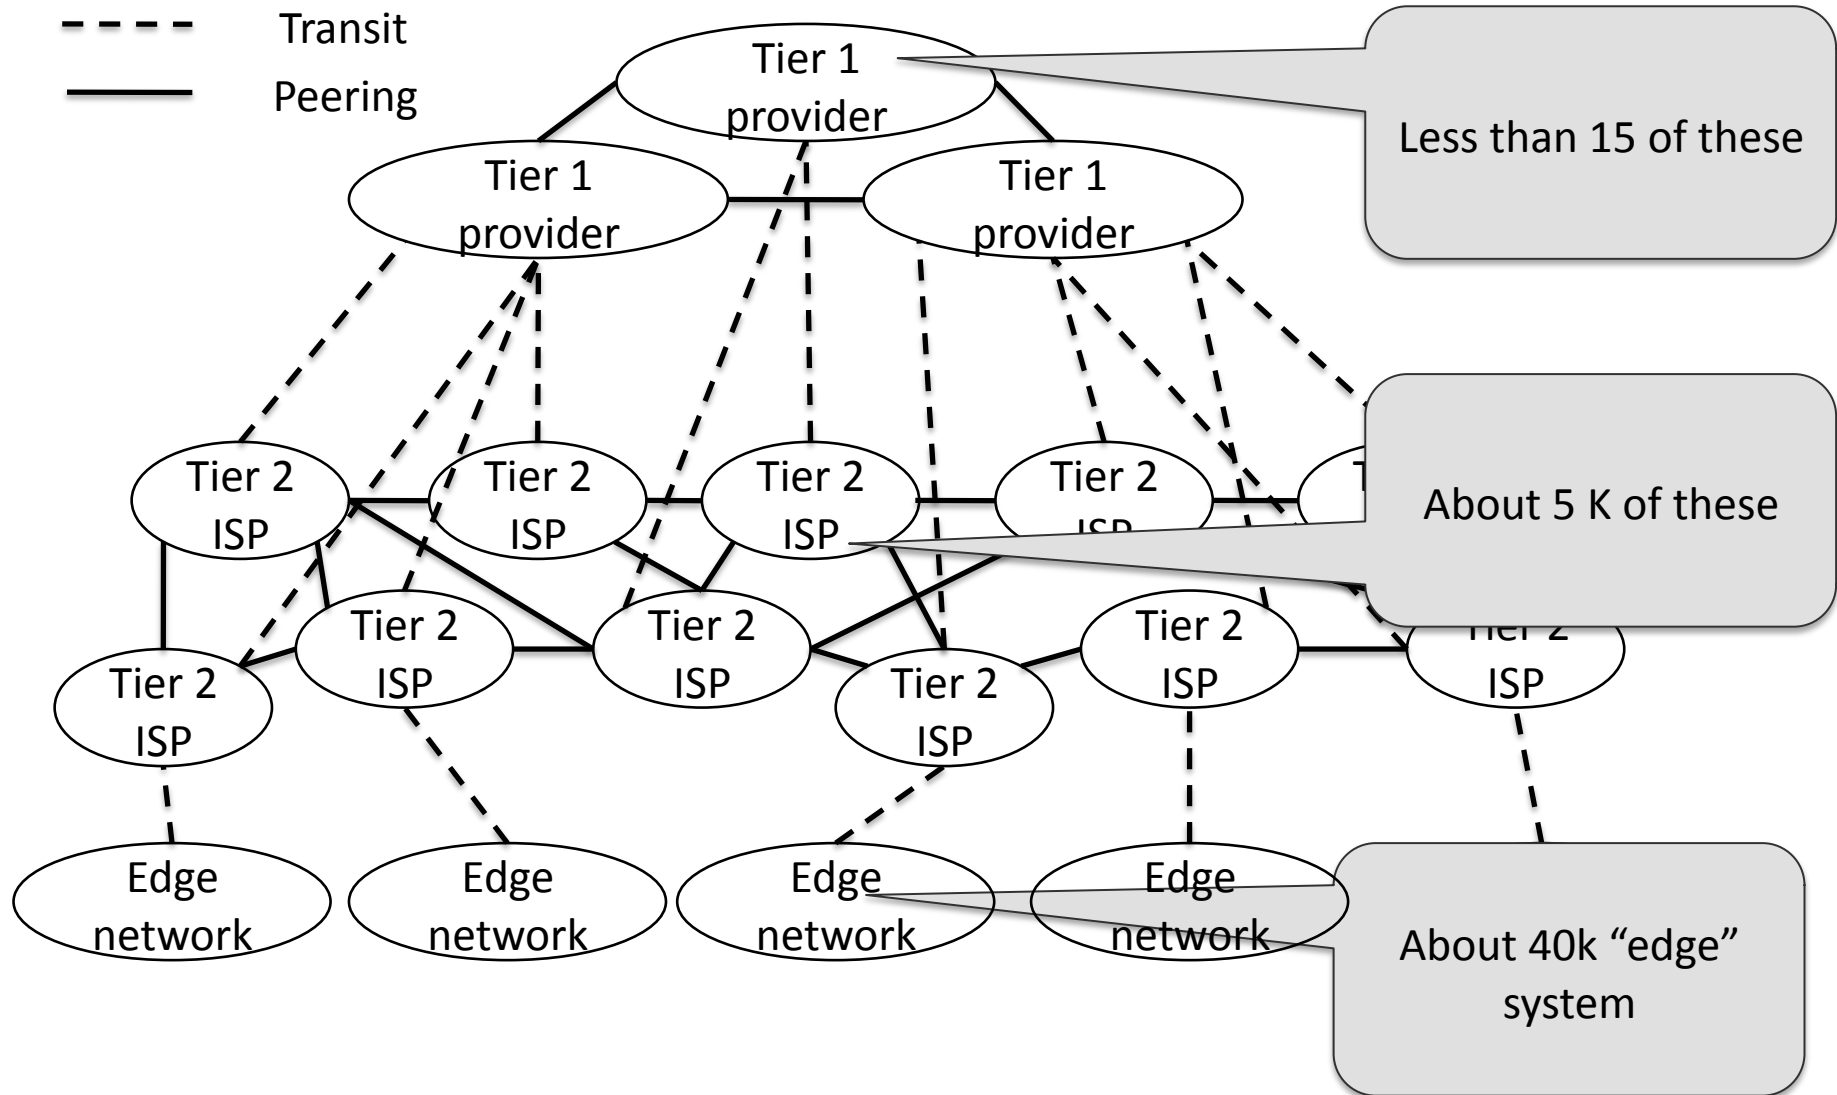 Transit
Peering
Tier 1
provider
Tier 1
provider
Tier 1
provider
Less than 15 of these
Tier 2
ISP
Tier 2
ISP
Tier 2
ISP
Tier 2
ISP
About 5 K of these
Tier 2
ISP
Tier 2
ISP
Tier 2
ISP
Tier 2
ISP
Tier 2
ISP
Tier 2
ISP
Edge
network
Edge
network
Edge
network
Edge
network
About 40k “edge”
system